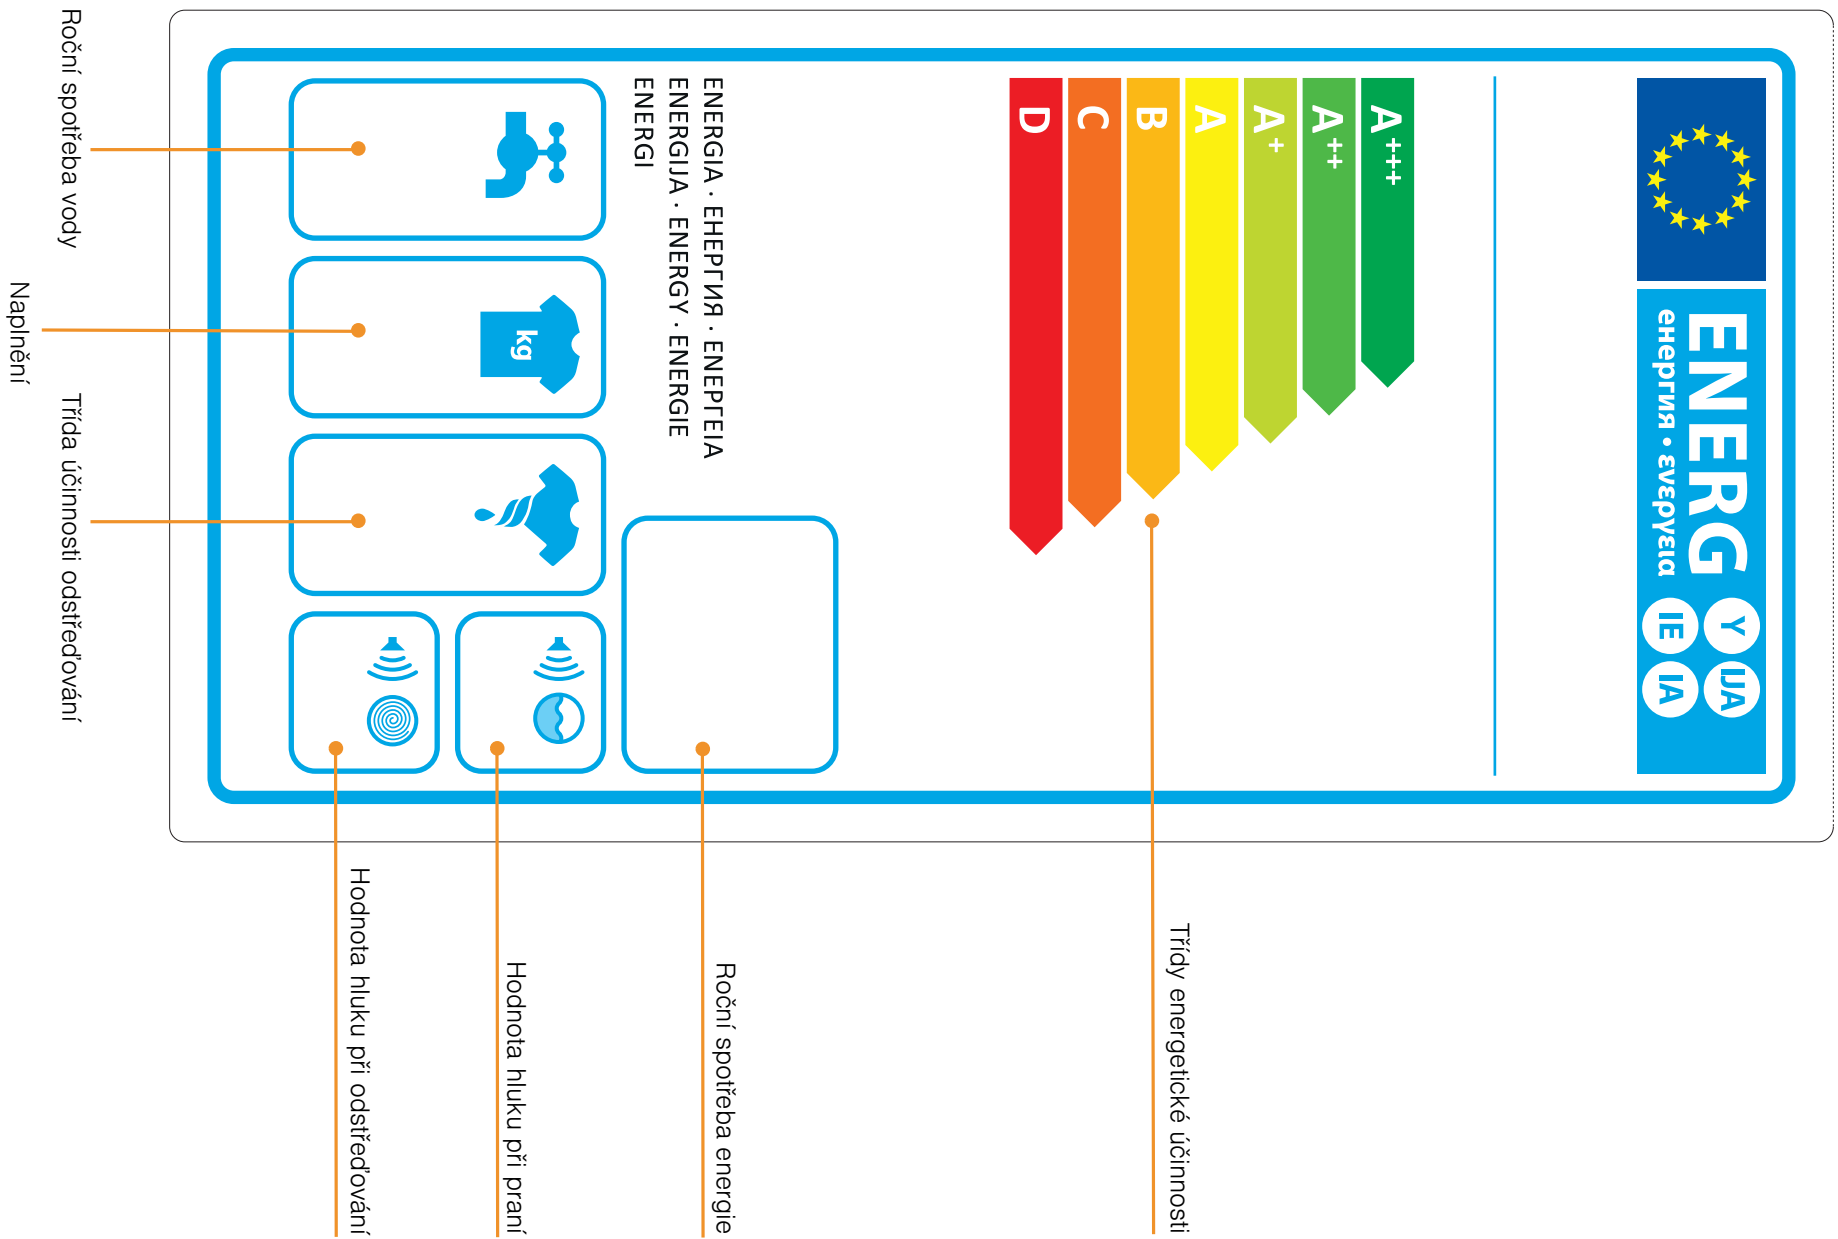 ENERG
Y
IJA
енергия · ενεργεια
IE
IA
A+++
A++
A+
A
B
C
D
Třídy energetické účinnosti
ENERGIA · ЕНЕРГИЯ · ΕΝΕΡΓΕΙΑ
ENERGIJA · ENERGY · ENERGIE
ENERGI
Roční spotřeba energie
kg
Roční spotřeba vody
Naplnění
Třída účinnosti odstřeďování
Hodnota hluku při praní
Hodnota hluku při odstřeďování